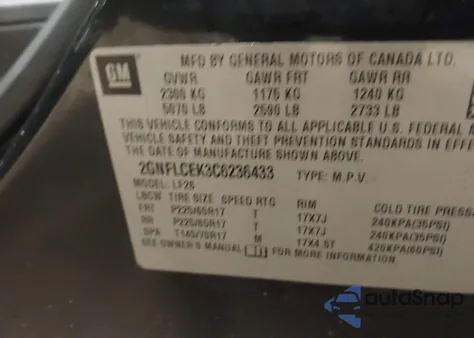 GM
MFD BY GENERAL MOTORS OF CANADA LTD.
GVWR GAWR FRT GAWR RR
2300 KG 1175 KG 1240 KG
5070 LB 2590 LB 2733 LB
THIS VEHICLE CONFORMS TO ALL APPLICABLE U.S. FEDERAL
VEHICLE SAFETY AND THEFT PREVENTION STANDARDS IN EFF
DATE OF MANUFACTURE SHOWN ABOVE.
2GNFLCEK3C6236433 TYPE: M.P.V.
MODEL: LF26
LBCW TIRE SIZE SPEED RTG RIM COLD TIRE PRESS
FRT P225/65R17 T 17X7J 240KPA(35PSI)
RR P225/65R17 T 17X7J 240KPA(35PSI)
SPA T145/70R17 M 17X4.5T 420KPA(60PSI)
SEE OWNER'S MANUAL FOR MORE INFORMATION
autoSnap